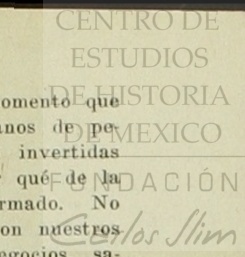 CENTRO DE
ESTUDIOS
DE HISTORIA
DE MEXICO
FUNDACIÓN
Carlos Slim
omento que
nos de pe-
invertidas
qué de la
rmado. No
on nuestros
egocios sa-